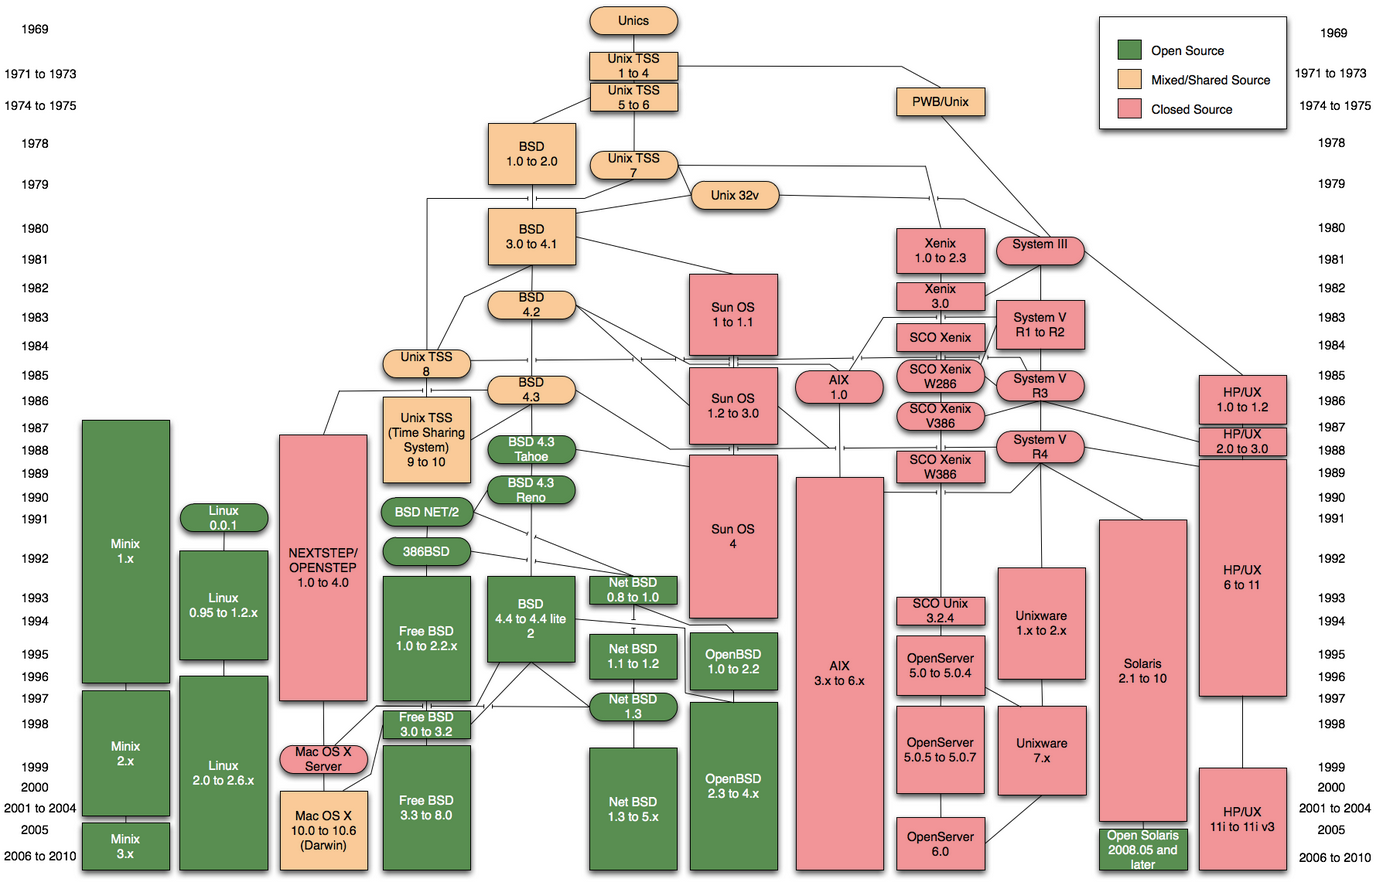 Unics
1969
1969
Open Source
Mixed/Shared Source
Closed Source
Unix TSS
1 to 4
1971 to 1973
1971 to 1973
Unix TSS
5 to 6
PWB/Unix
1974 to 1975
1974 to 1975
1978
1978
BSD
1.0 to 2.0
Unix TSS
7
1979
1979
Unix 32v
1980
1980
BSD
3.0 to 4.1
Xenix
1.0 to 2.3
System III
1981
1981
1982
1982
BSD
4.2
Sun OS
1 to 1.1
Xenix
3.0
System V
R1 to R2
1983
1983
SCO Xenix
1984
1984
Unix TSS
8
1985
1985
BSD
4.3
AIX
1.0
SCO Xenix
W286
System V
R3
HP/UX
1.0 to 1.2
1986
1986
Unix TSS
(Time Sharing
System)
9 to 10
Sun OS
1.2 to 3.0
SCO Xenix
V386
1987
1987
BSD 4.3
Tahoe
System V
R4
HP/UX
2.0 to 3.0
1988
1988
SCO Xenix
W386
1989
1989
BSD 4.3
Reno
1990
1990
Linux
0.0.1
BSD NET/2
1991
1991
Minix
1.x
NEXTSTEP/
OPENSTEP
1.0 to 4.0
386BSD
Sun OS
4
1992
1992
HP/UX
6 to 11
Linux
0.95 to 1.2.x
Net BSD
0.8 to 1.0
1993
1993
BSD
4.4 to 4.4 lite
2
SCO Unix
3.2.4
Unixware
1.x to 2.x
1994
1994
Free BSD
1.0 to 2.2.x
Net BSD
1.1 to 1.2
OpenBSD
1.0 to 2.2
1995
1995
AIX
3.x to 6.x
OpenServer
5.0 to 5.0.4
Solaris
2.1 to 10
1996
1996
1997
1997
Net BSD
1.3
1998
1998
Free BSD
3.0 to 3.2
Minix
2.x
Mac OS X
Server
OpenServer
5.0.5 to 5.0.7
Unixware
7.x
1999
1999
Linux
2.0 to 2.6.x
OpenBSD
2.3 to 4.x
2000
2000
2001 to 2004
2001 to 2004
Free BSD
3.3 to 8.0
Net BSD
1.3 to 5.x
Mac OS X
10.0 to 10.6
(Darwin)
HP/UX
11i to 11i v3
2005
2005
Minix
3.x
OpenServer
6.0
Open Solaris
2008.05 and
later
2006 to 2010
2006 to 2010